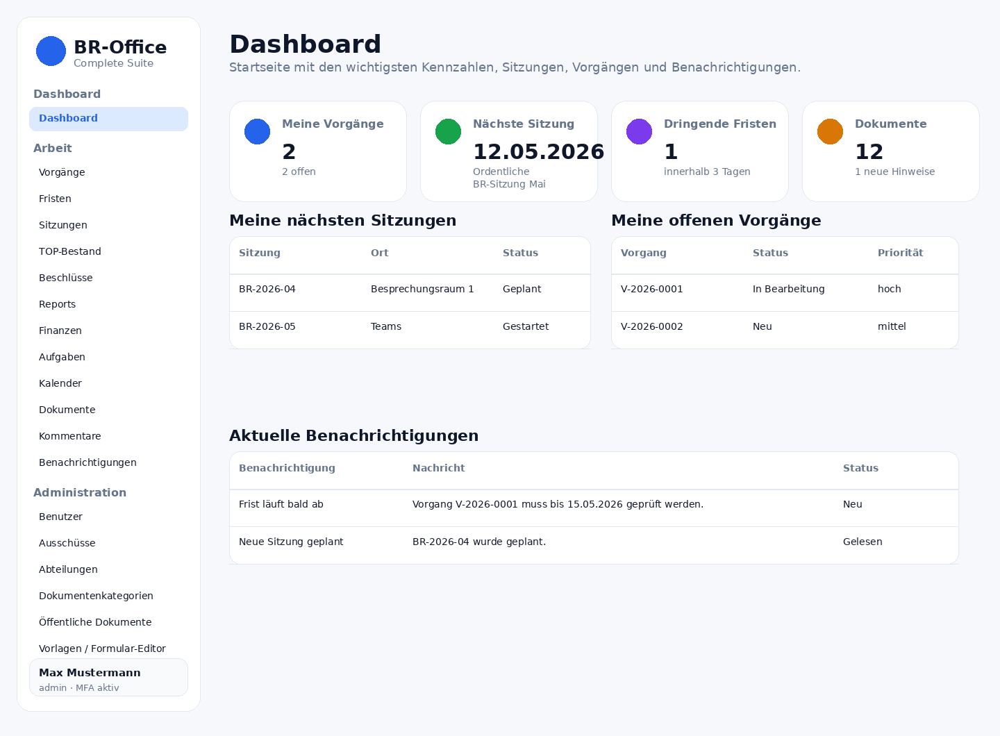 BR-Office
Complete Suite
Dashboard
Dashboard
Arbeit
Vorgänge
Fristen
Sitzungen
TOP-Bestand
Beschlüsse
Reports
Finanzen
Aufgaben
Kalender
Dokumente
Kommentare
Benachrichtigungen
Administration
Benutzer
Ausschüsse
Abteilungen
Dokumentenkategorien
Öffentliche Dokumente
Vorlagen / Formular-Editor
Max Mustermann
admin · MFA aktiv
Dashboard
Startseite mit den wichtigsten Kennzahlen, Sitzungen, Vorgängen und Benachrichtigungen.
Meine Vorgänge
2
2 offen
Nächste Sitzung
12.05.2026
Ordentliche
BR-Sitzung Mai
Dringende Fristen
1
innerhalb 3 Tagen
Dokumente
12
1 neue Hinweise
Meine nächsten Sitzungen
Sitzung Ort Status
BR-2026-04 Besprechungsraum 1 Geplant
BR-2026-05 Teams Gestartet
Meine offenen Vorgänge
Vorgang Status Priorität
V-2026-0001 In Bearbeitung hoch
V-2026-0002 Neu mittel
Aktuelle Benachrichtigungen
Benachrichtigung Nachricht Status
Frist läuft bald ab Vorgang V-2026-0001 muss bis 15.05.2026 geprüft werden. Neu
Neue Sitzung geplant BR-2026-04 wurde geplant. Gelesen